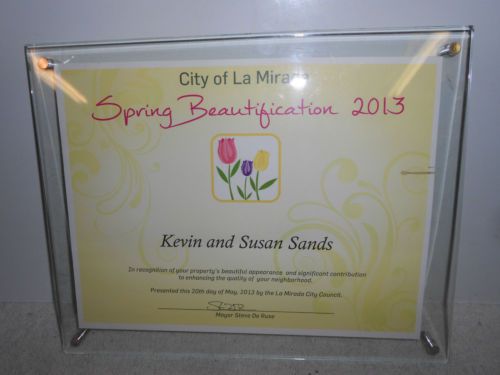 City of La Mirada
Spring Beautification 2013
Kevin and Susan Sands
In recognition of your property's beautiful appearance and significant contribution
to enhancing the quality of your neighborhood.
Presented this 20th day of May, 2013 by the La Mirada City Council.
Mayor Steve De Ruse